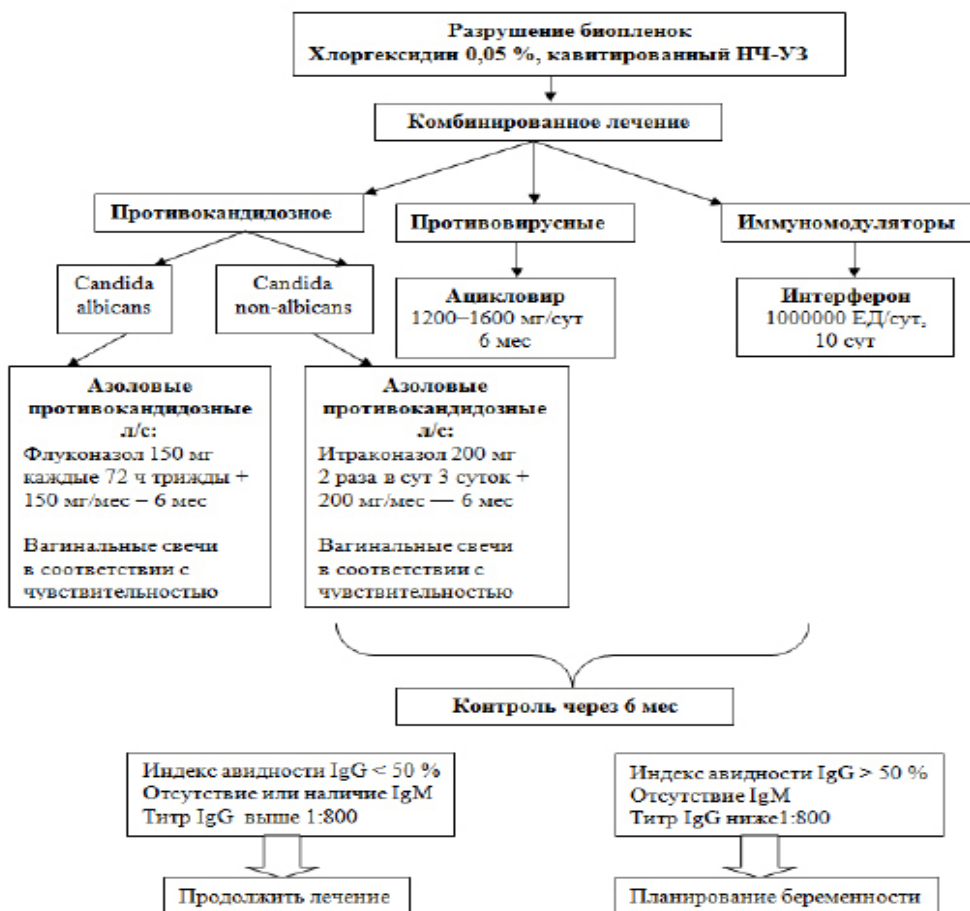 Разрушение биопленок
Хлоргексидин 0,05 %, кавитированный НЧ-УЗ
Комбинированное лечение
Противокандидозное
Противовирусные
Иммуномодуляторы
Candida
albicans
Candida
non-albicans
Ацикловир
1200–1600 мг/сут
6 мес
Интерферон
1000000 ЕД/сут,
10 сут
Азоловые
противокандидозные
л/с:
Флуконазол 150 мг
каждые 72 ч трижды +
150 мг/мес – 6 мес
Вагинальные свечи
в соответствии с
чувствительностью
Азоловые
противокандидозные
л/с:
Итраконазол 200 мг
2 раза в сут 3 суток +
200 мг/мес — 6 мес
Вагинальные свечи
в соответствии с
чувствительностью
Контроль через 6 мес
Индекс авидности IgG < 50 %
Отсутствие или наличие IgM
Титр IgG выше 1:800
Индекс авидности IgG > 50 %
Отсутствие IgM
Титр IgG ниже1:800
Продолжить лечение
Планирование беременности